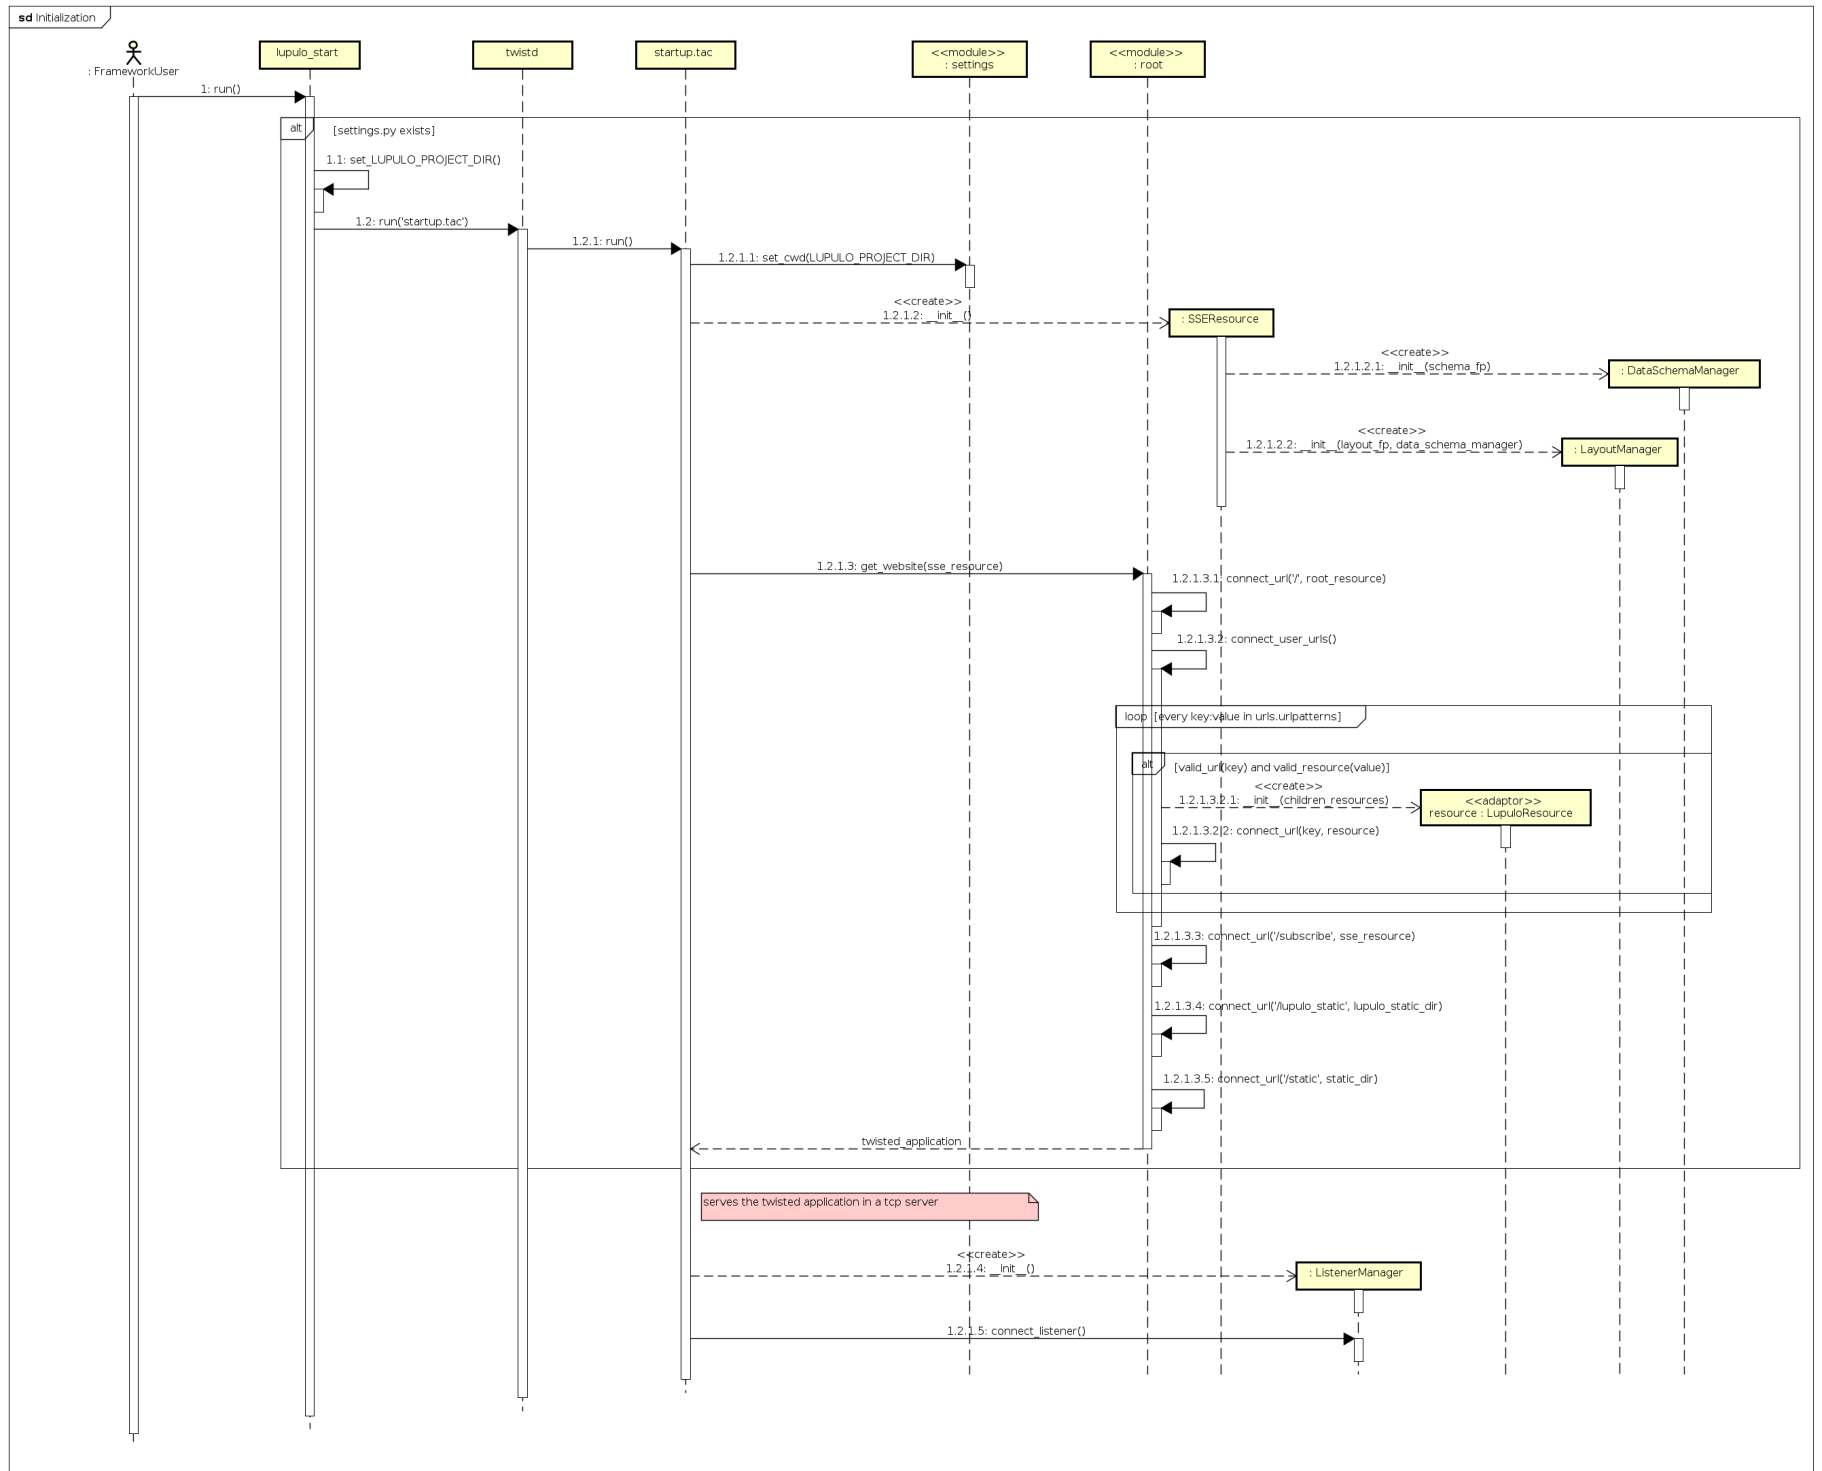 sd Initialization
: FrameworkUser
lupulo_start
twistd
startup.tac
<<module>>
: settings
<<module>>
: root
1: run()
alt
[settings.py exists]
1.1: set_LUPULO_PROJECT_DIR()
1.2: run('startup.tac')
1.2.1: run()
1.2.1.1: set_cwd(LUPULO_PROJECT_DIR)
<<create>>
1.2.1.2: __init__()
: SSEResource
<<create>>
1.2.1.2.1: __init__(schema_fp)
: DataSchemaManager
<<create>>
1.2.1.2.2: __init__(layout_fp, data_schema_manager)
: LayoutManager
1.2.1.3: get_website(sse_resource)
1.2.1.3.1: connect_url('/', root_resource)
1.2.1.3.2: connect_user_urls()
loop [every key:value in urls.urlpatterns]
alt
[valid_url(key) and valid_resource(value)]
<<create>>
1.2.1.3.2.1: __init__(children_resources)
<<adaptor>>
resource : LupuloResource
1.2.1.3.2.2: connect_url(key, resource)
1.2.1.3.3: connect_url('/subscribe', sse_resource)
1.2.1.3.4: connect_url('/lupulo_static', lupulo_static_dir)
1.2.1.3.5: connect_url('/static', static_dir)
twisted_application
serves the twisted application in a tcp server
<<create>>
1.2.1.4: __init__()
: ListenerManager
1.2.1.5: connect_listener()